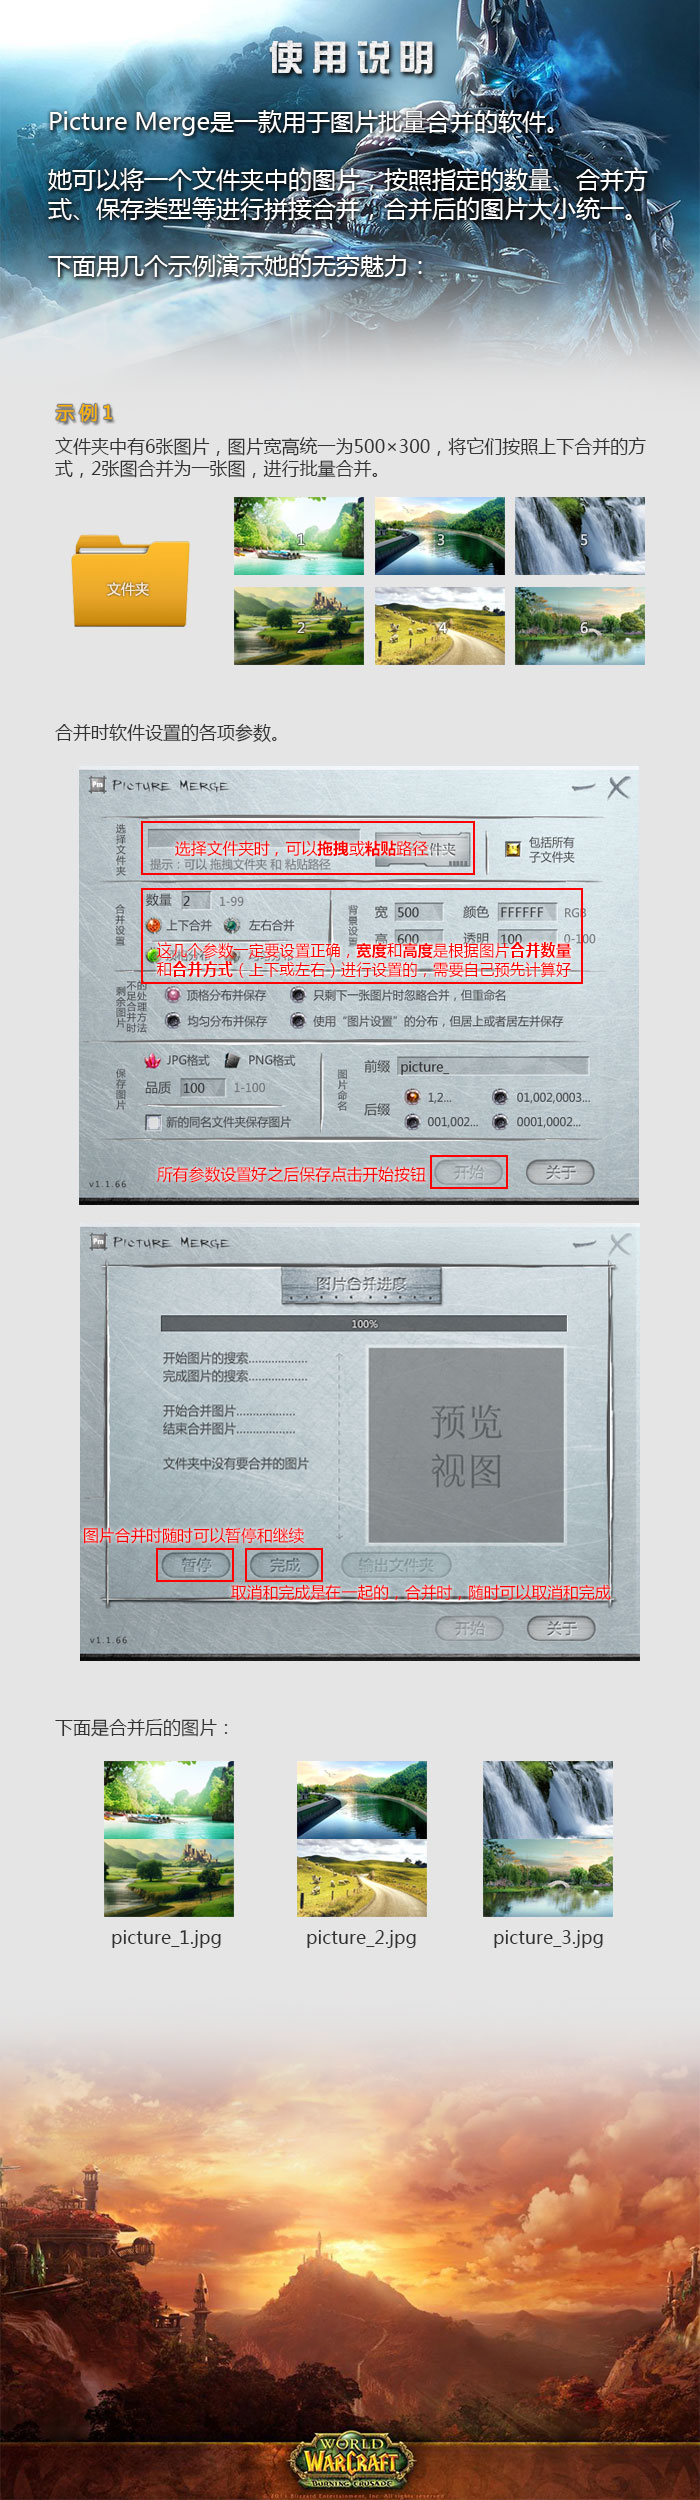 使用说明
Picture Merge是一款用于图片批量合并的软件。
她可以将一个文件夹中的图片，按照指定的数量、合并方
式、保存类型等进行拼接合并，合并后的图片大小统一。
下面用几个示例演示她的无穷魅力：
示例1
文件夹中有6张图片，图片宽高统一为500×300，将它们按照上下合并的方
式，2张图合并为一张图，进行批量合并。
文件夹
1
3
5
2
4
6
合并时软件设置的各项参数。
Pm PICTURE MERGE
选择文件夹
选择文件夹时，可以拖拽或粘贴路径
件夹
提示：可以 拖拽文件夹 和 粘贴路径
包括所有
子文件夹
合并设置
数量 2 1-99
上下合并 左右合并
背景设置
宽 500 颜色 FFFFFF RGB
高 600 透明 100 0-100
这几个参数一定要设置正确，宽度和高度是根据图片合并数量
和合并方式（上下或左右）进行设置的，需要自己预先计算好
剩余图片
不足合并时
的处理方法
顶格分布并保存 只剩下一张图片时忽略合并，但重命名
均匀分布并保存 使用“图片设置”的分布，但居上或者居左并保存
保存图片
JPG格式 PNG格式
品质 100 1-100
新的同名文件夹保存图片
图片命名
前缀 picture_
后缀 1,2... 01,002,0003...
001,002... 0001,0002...
所有参数设置好之后保存点击开始按钮
开始
关于
v1.1.66
Pm PICTURE MERGE
图片合并进度
100%
开始图片的搜索.................
完成图片的搜索.................
开始合并图片.................
结束合并图片.................
文件夹中没有要合并的图片
预览
视图
图片合并时随时可以暂停和继续
暂停
完成
输出文件夹
取消和完成是在一起的，合并时，随时可以取消和完成
开始
关于
v1.1.66
下面是合并后的图片：
picture_1.jpg
picture_2.jpg
picture_3.jpg
WORLD
OF
WARCRAFT
BURNING CRUSADE